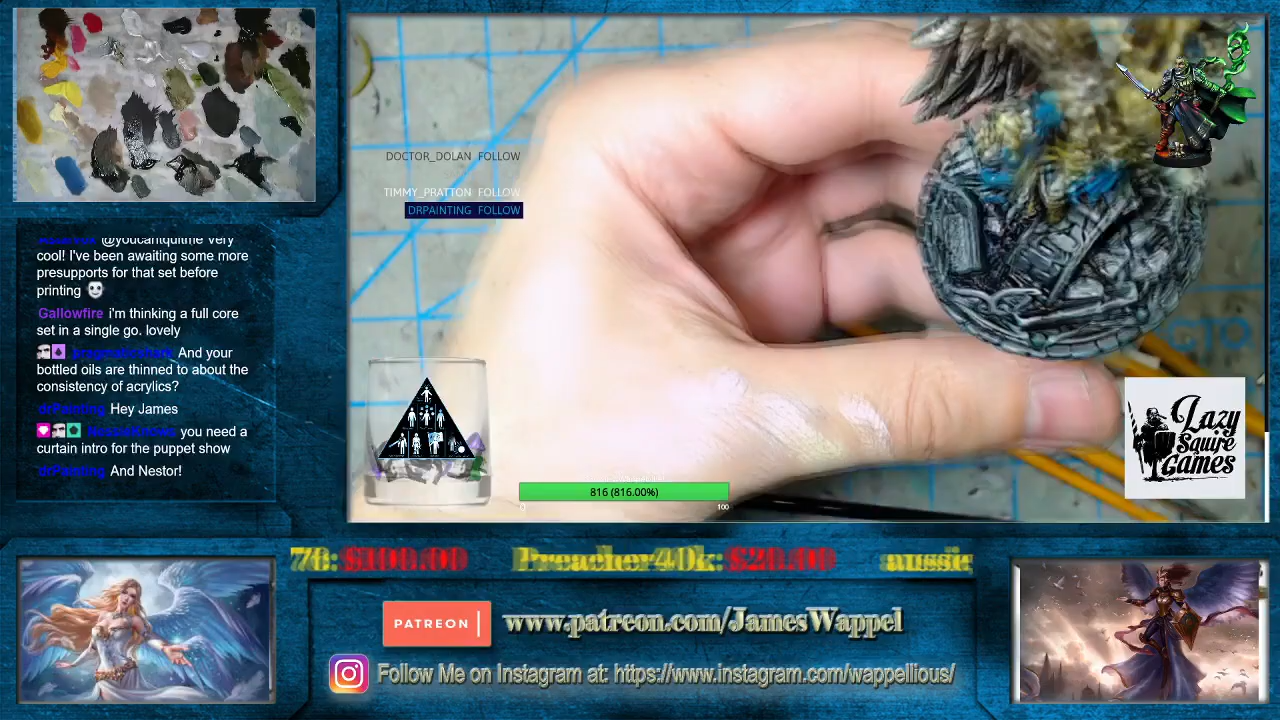 @youcantquitme very
cool! I've been awaiting some more
presupports for that set before
printing
Gallowfire i'm thinking a full core
set in a single go. lovely
pragmaticshark And your
bottled oils are thinned to about the
consistency of acrylics?
drPainting Hey James
you need a
curtain intro for the puppet show
drPainting And Nestor!
DOCTOR_DOLAN FOLLOW
TIMMY_PRATTON FOLLOW
DRPAINTING FOLLOW
816 (816.00%)
0 100
Lazy
Squire
Games
$100.00 Preacher40k: $20.00 aussie
PATREON www.patreon.com/JamesWappel
Follow Me on Instagram at: https://www.instagram.com/wappellious/